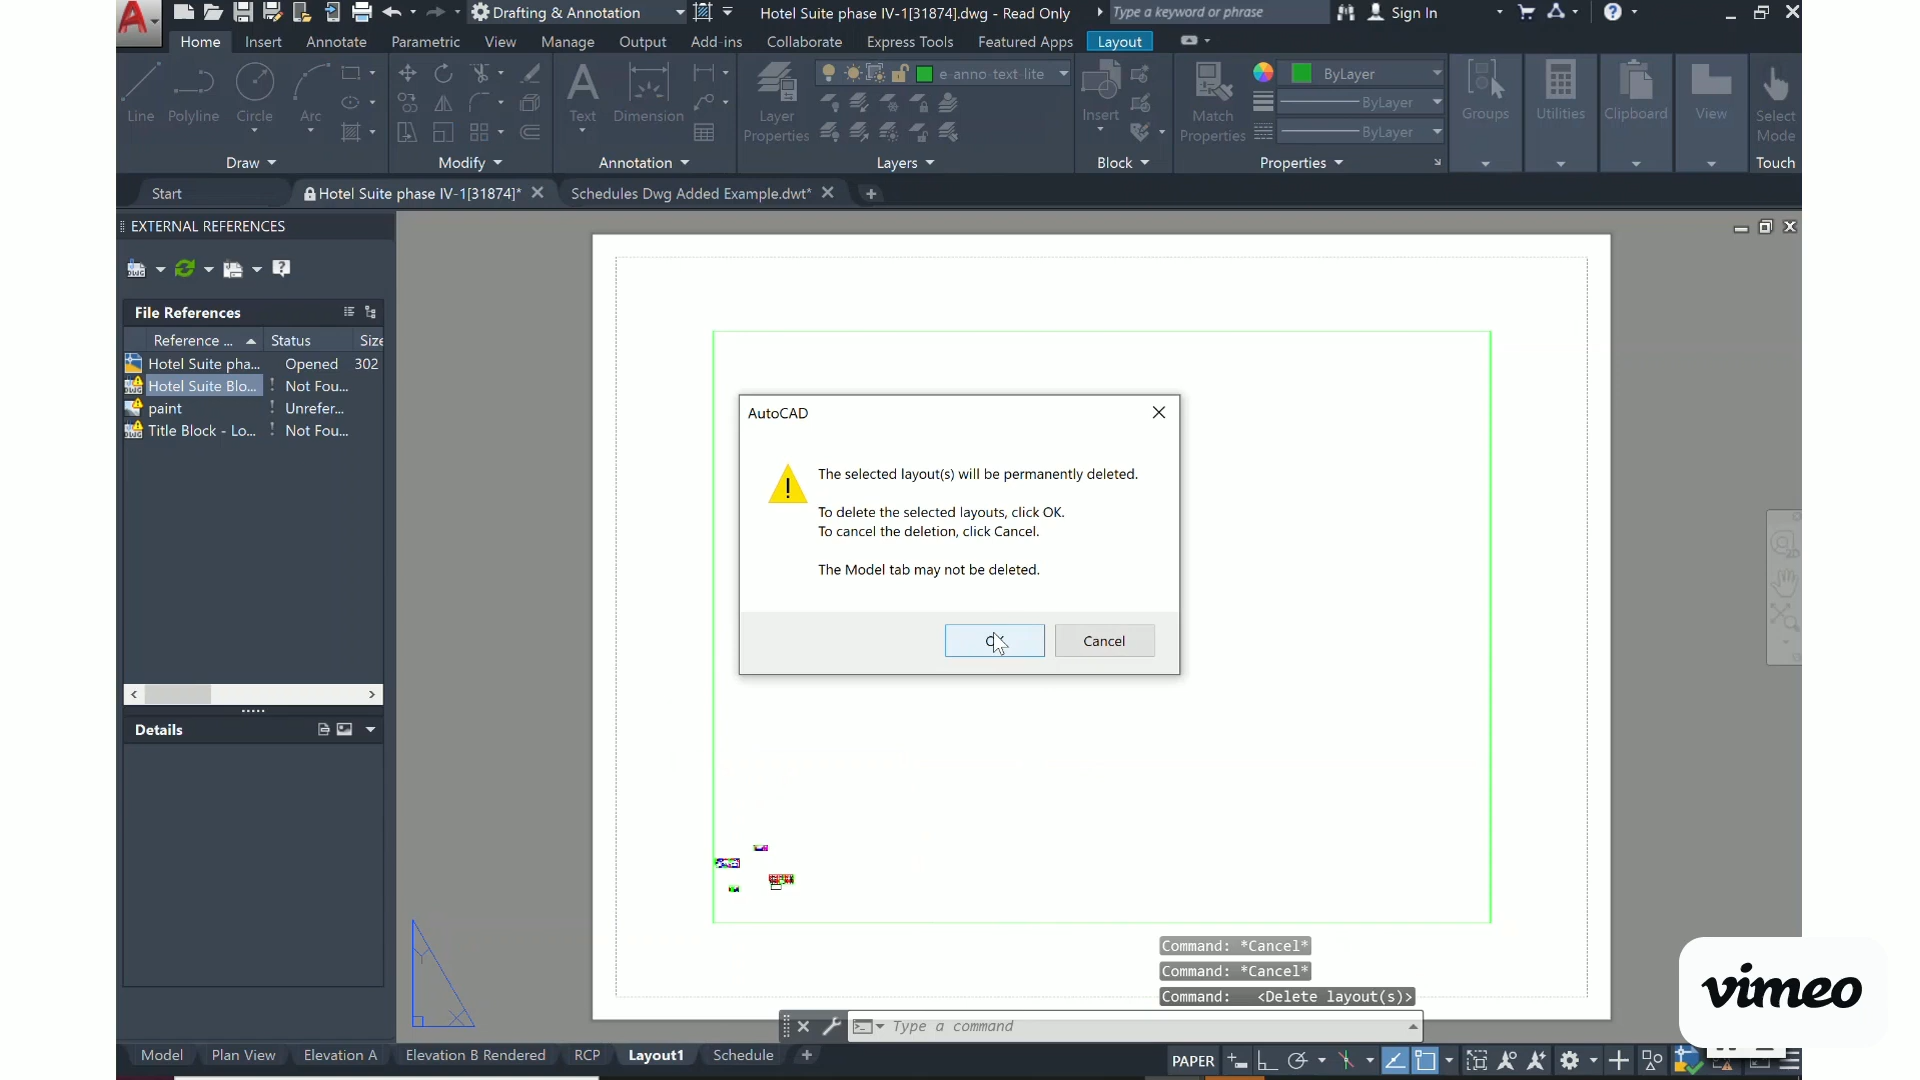 Drafting & Annotation
Hotel Suite phase IV-1[31874].dwg - Read Only
Type a keyword or phrase
Sign In
Home
Insert
Annotate
Parametric
View
Manage
Output
Add-ins
Collaborate
Express Tools
Featured Apps
Layout
Line
Polyline
Circle
Arc
Text
Dimension
Layer
Properties
e-anno-text-lite
Insert
Match
Properties
ByLayer
ByLayer
ByLayer
Groups
Utilities
Clipboard
View
Select
Mode
Draw
Modify
Annotation
Layers
Block
Properties
Touch
Start
Hotel Suite phase IV-1[31874]*
Schedules Dwg Added Example.dwt*
EXTERNAL REFERENCES
File References
Reference ...
Status
Size
Hotel Suite pha...
Opened
302
Hotel Suite Blo...
Not Fou...
paint
Unrefer...
Title Block - Lo...
Not Fou...
Details
AutoCAD
The selected layout(s) will be permanently deleted.
To delete the selected layouts, click OK.
To cancel the deletion, click Cancel.
The Model tab may not be deleted.
Cancel
Command: *Cancel*
Command: *Cancel*
Command: <Delete layout(s)>
Type a command
vimeo
Model
Plan View
Elevation A
Elevation B Rendered
RCP
Layout1
Schedule
PAPER